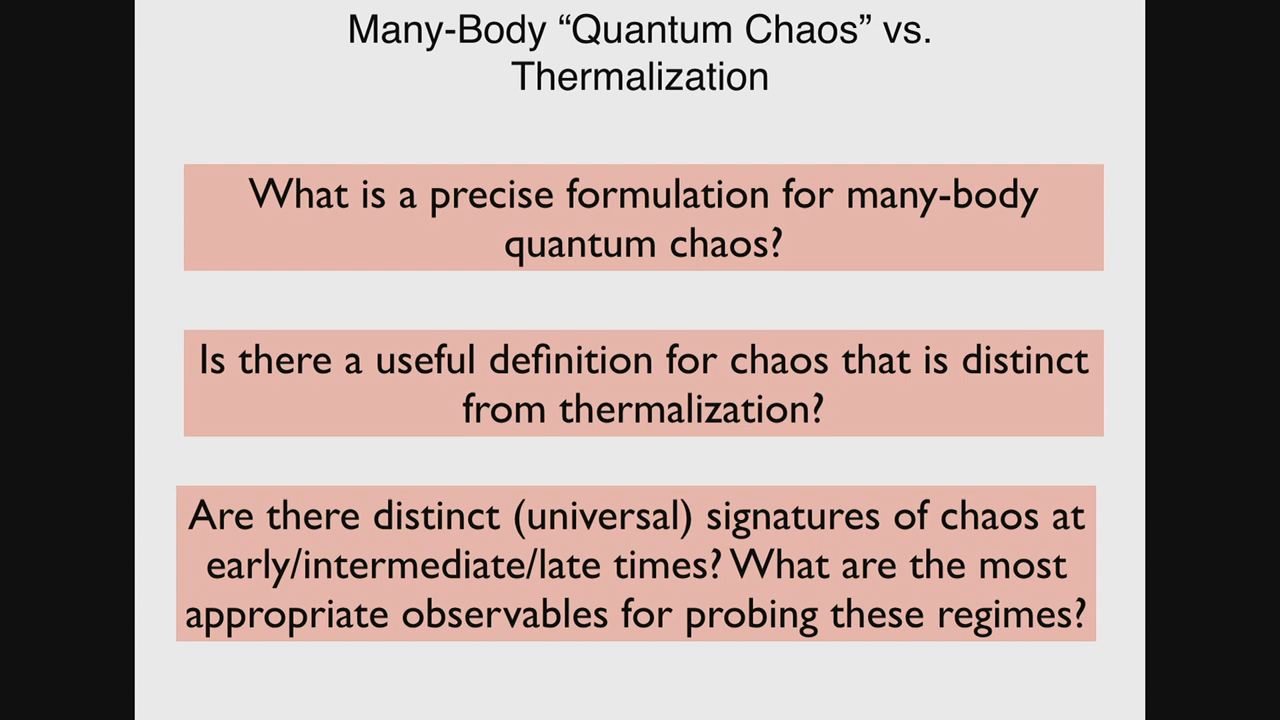 Many-Body “Quantum Chaos” vs.
Thermalization
What is a precise formulation for many-body
quantum chaos?
Is there a useful definition for chaos that is distinct
from thermalization?
Are there distinct (universal) signatures of chaos at
early/intermediate/late times? What are the most
appropriate observables for probing these regimes?